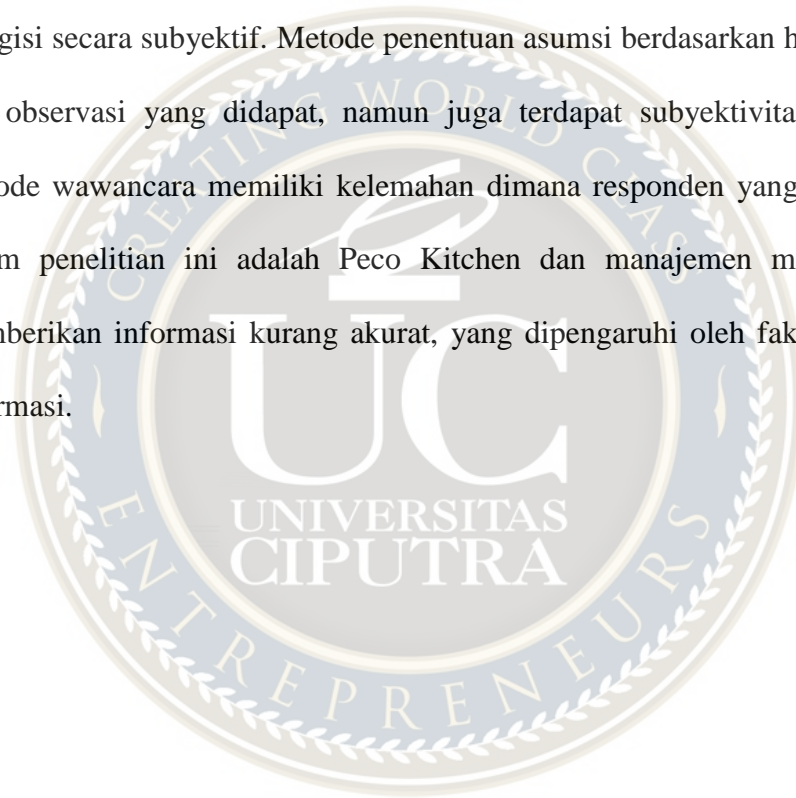 gisi secara subyektif. Metode penentuan asumsi berdasarkan h
observasi yang didapat, namun juga terdapat subyektivita
ode wawancara memiliki kelemahan dimana responden yang
m penelitian ini adalah Peco Kitchen dan manajemen m
nberikan informasi kurang akurat, yang dipengaruhi oleh fak
rmasi.
CREATING WORLD CLASS
UC
UNIVERSITAS
CIPUTRA
ENTREPRENEURS